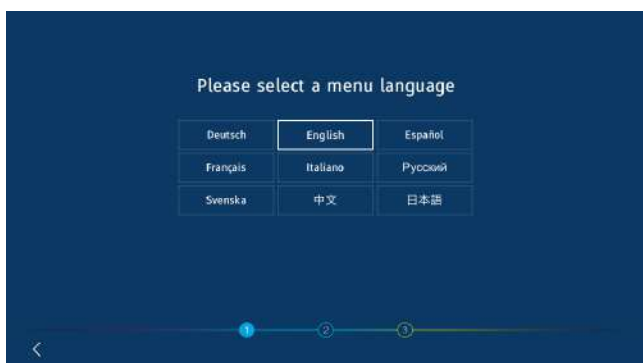 Please select a menu language
Deutsch English Español
Français Italiano Русский
Svenska 中文 日本語
1 2 3